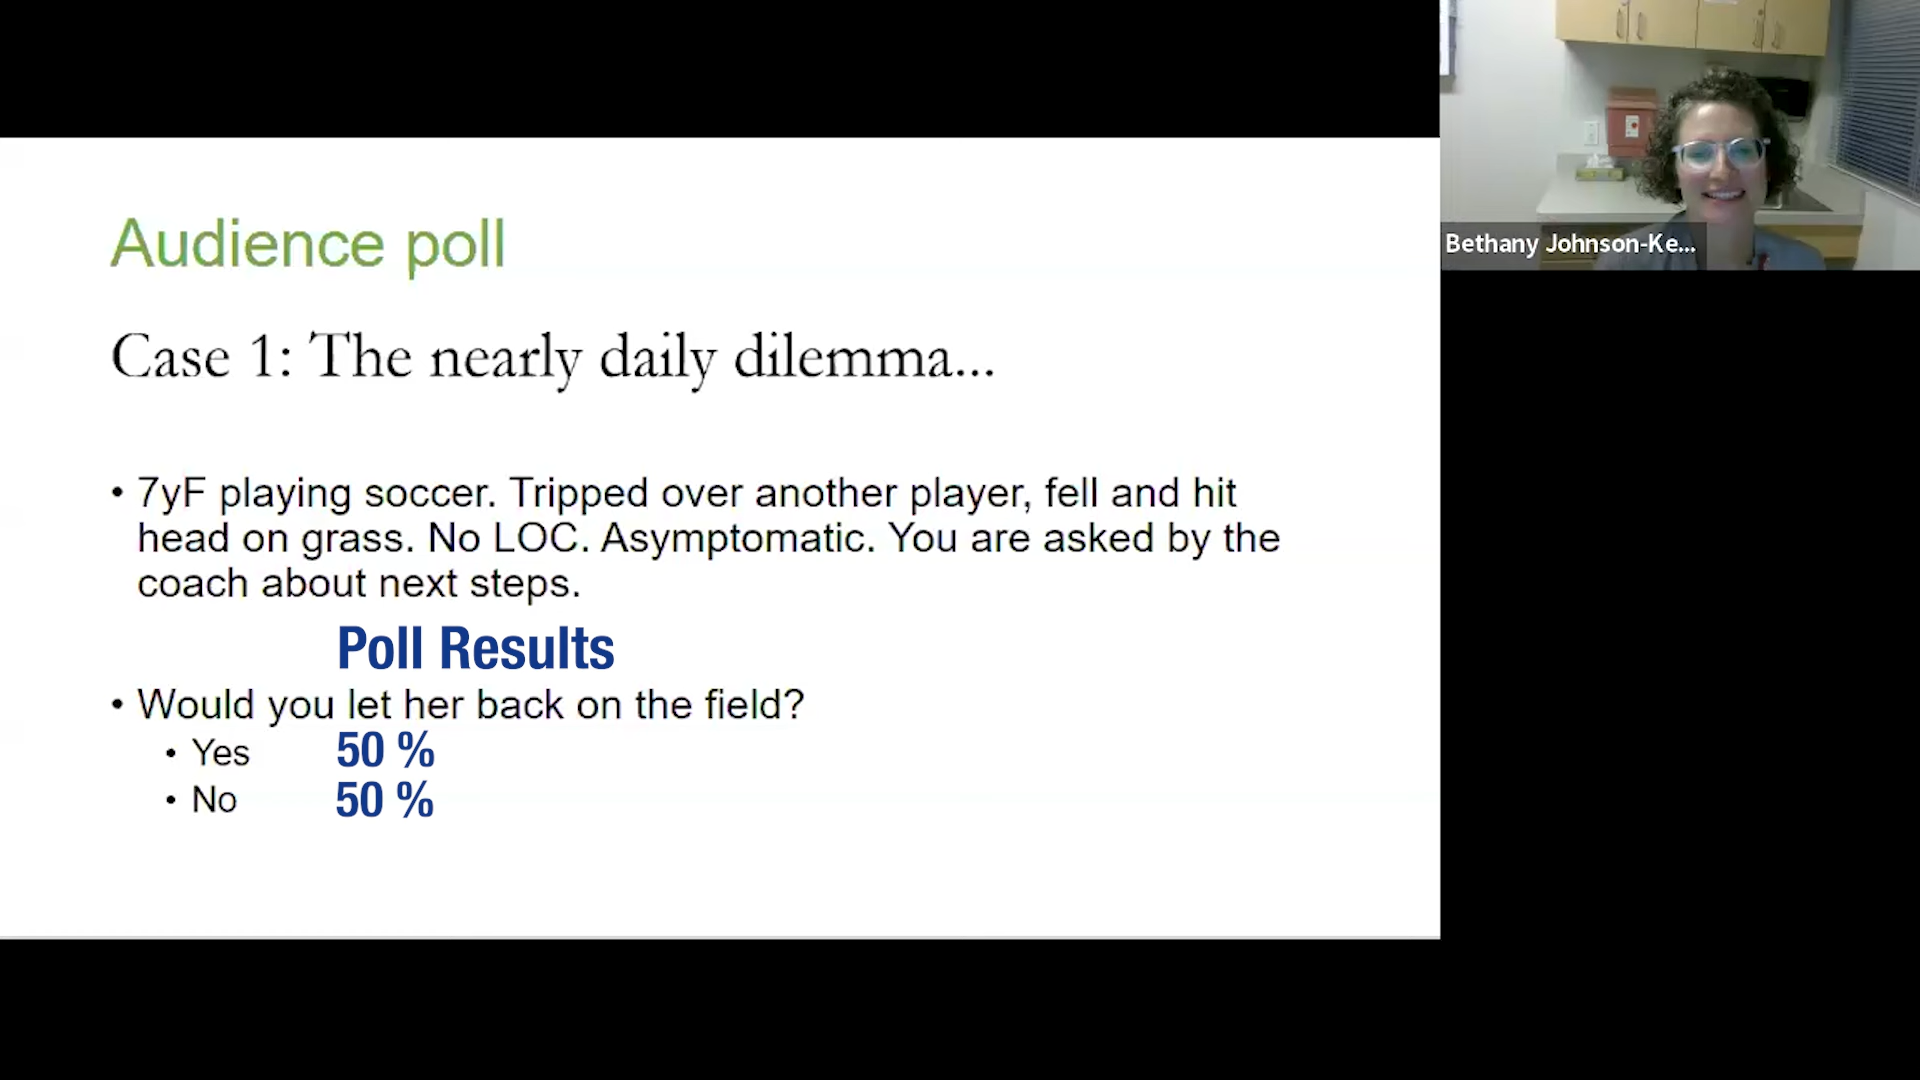 Audience poll
Case 1: The nearly daily dilemma...
• 7yF playing soccer. Tripped over another player, fell and hit
head on grass. No LOC. Asymptomatic. You are asked by the
coach about next steps.
Poll Results
• Would you let her back on the field?
• Yes 50 %
• No 50 %
Bethany Johnson-Ke...